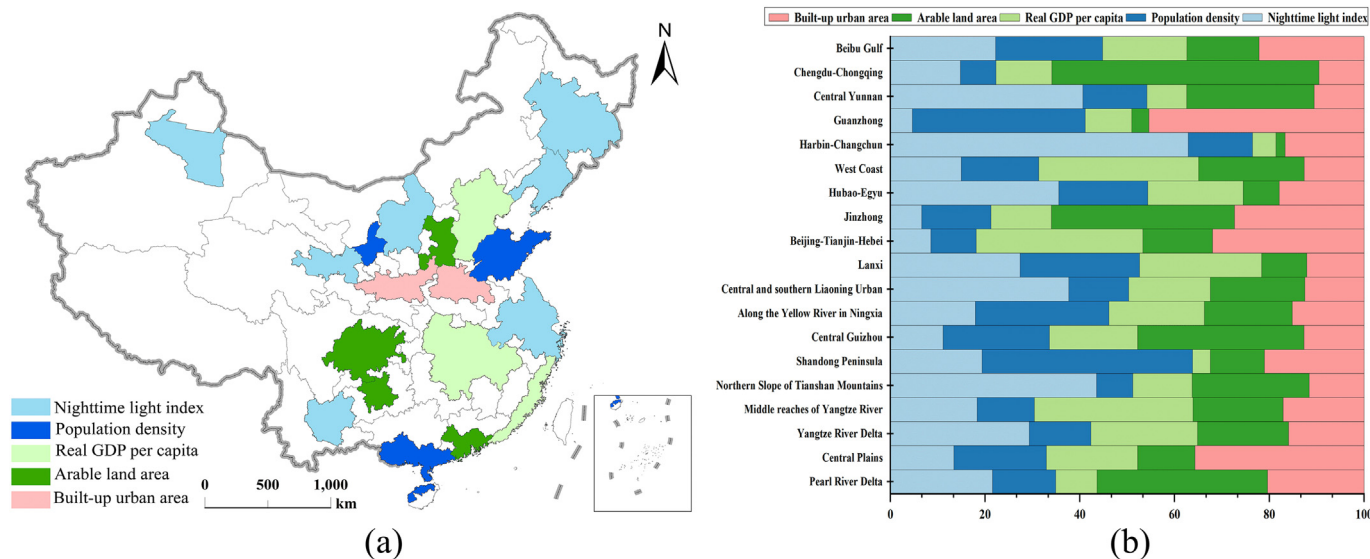 N
Nighttime light index
Population density
Real GDP per capita
Arable land area
Built-up urban area
0 500 1,000
km
(a)
Built-up urban area Arable land area Real GDP per capita Population density Nighttime light index
Beibu Gulf
Chengdu-Chongqing
Central Yunnan
Guanzhong
Harbin-Changchun
West Coast
Hubao-Egyu
Jinzhong
Beijing-Tianjin-Hebei
Lanxi
Central and southern Liaoning Urban
Along the Yellow River in Ningxia
Central Guizhou
Shandong Peninsula
Northern Slope of Tianshan Mountains
Middle reaches of Yangtze River
Yangtze River Delta
Central Plains
Pearl River Delta
0 20 40 60 80 100
(b)